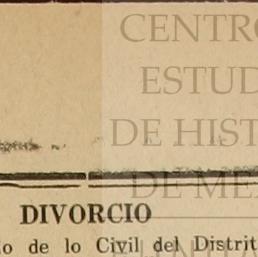 CENTRO
ESTUD
DE HIST
DE ME
DIVORCIO
o de lo Civil del Distrit